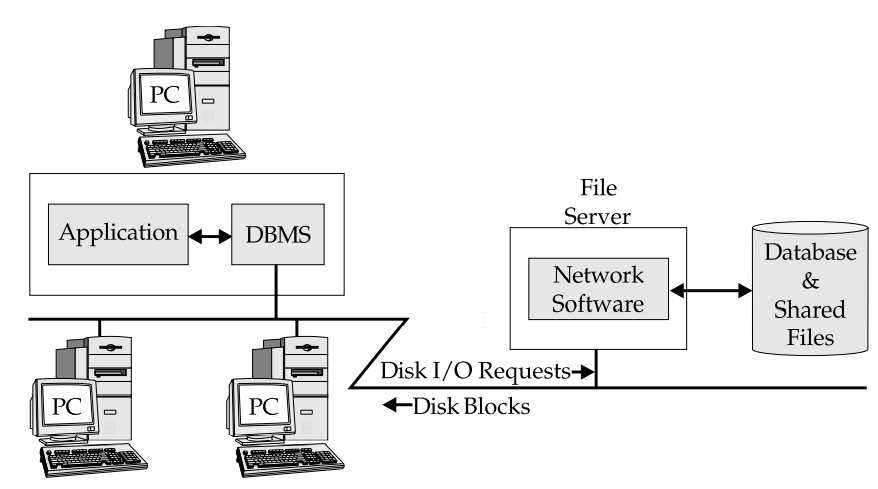 PC
Application
DBMS
File
Server
Network
Software
Database
&
Shared
Files
PC
PC
Disk I/O Requests
Disk Blocks